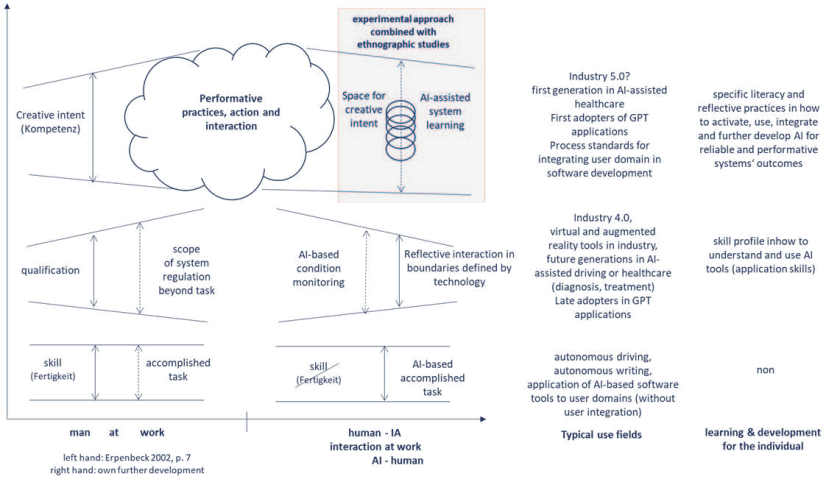 experimental approach
combined with
ethnographic studies
Creative intent
(Kompetenz)
Performative
practices, action and
interaction
Space for
creative
intent
AI-assisted
system
learning
Industry 5.0?
first generation in AI-assisted
healthcare
First adopters of GPT
applications
Process standards for
integrating user domain in
software development
specific literacy and
reflective practices in how
to activate, use, integrate
and further develop AI for
reliable and performative
systems' outcomes
qualification
scope
of system
regulation
beyond task
AI-based
condition
monitoring
Reflective interaction in
boundaries defined by
technology
Industry 4.0,
virtual and augmented
reality tools in industry,
future generations in AI-
assisted driving or healthcare
(diagnosis, treatment)
Late adopters in GPT
applications
skill profile inhow to
understand and use AI
tools (application skills)
skill
(Fertigkeit)
accomplished
task
skill
(Fertigkeit)
AI-based
accomplished
task
autonomous driving,
autonomous writing,
application of AI-based software
tools to user domains (without
user integration)
non
man at work
human - IA
interaction at work
AI - human
Typical use fields
learning & development
for the individual
left hand: Erpenbeck 2002, p. 7
right hand: own further development